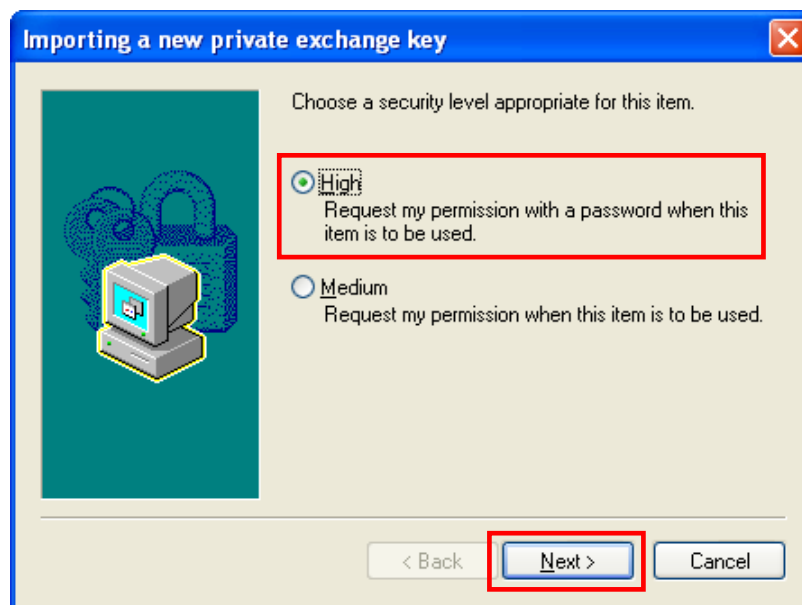 Importing a new private exchange key
Choose a security level appropriate for this item.
High
Request my permission with a password when this
item is to be used.
Medium
Request my permission when this item is to be used.
< Back
Next >
Cancel